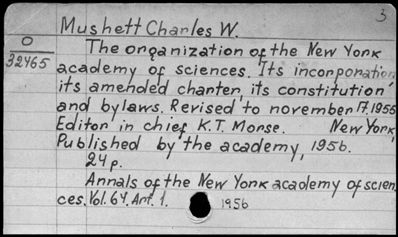 3
Mushett Charles W.
O
32465
The organization of the New York
academy of sciences. Its incorporation,
its amended charter, its constitution
and bylaws. Revised to november 17, 1955
Editor in chief K.T. Morse. New York,
Published by the academy, 1956.
24 p.
Annals of the New York academy of scien
ces. Vol. 64, Art. 1. 1956